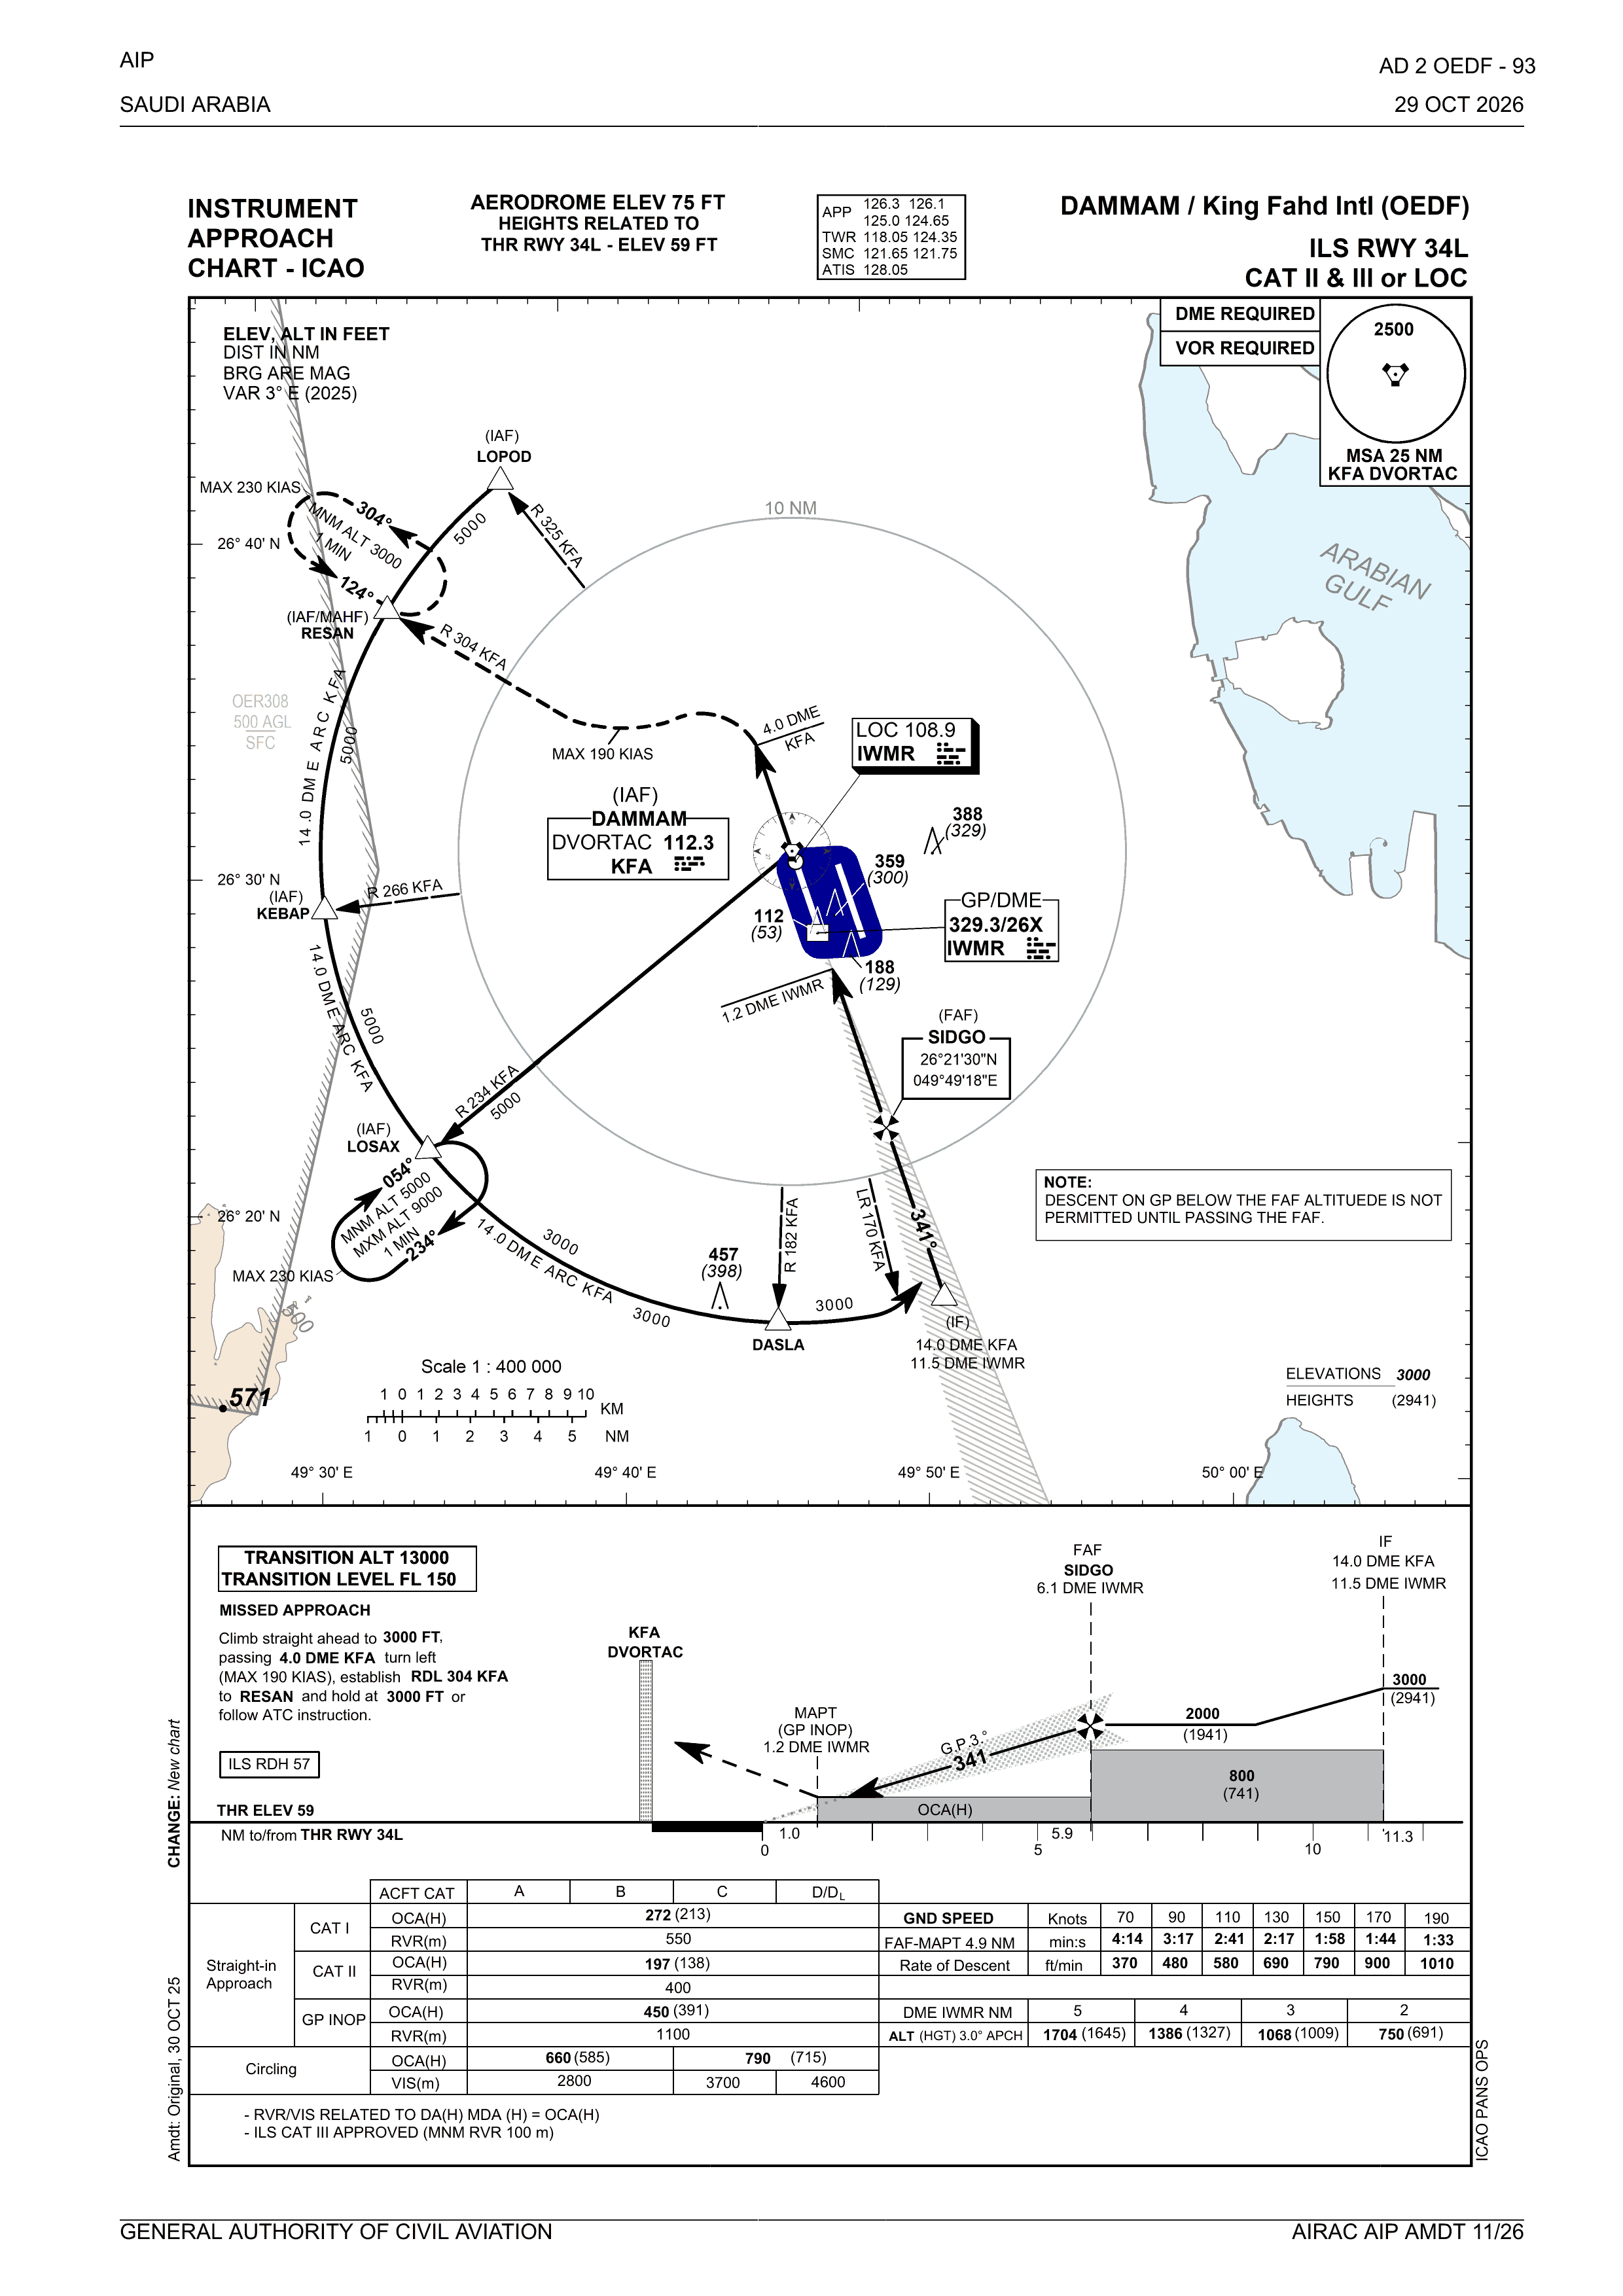 AIP
AD 2 OEDF - 93
SAUDI ARABIA
29 OCT 2026
INSTRUMENT
APPROACH
CHART - ICAO
AERODROME ELEV 75 FT
HEIGHTS RELATED TO
THR RWY 34L - ELEV 59 FT
APP 126.3 126.1
125.0 124.65
TWR 118.05 124.35
SMC 121.65 121.75
ATIS 128.05
DAMMAM / King Fahd Intl (OEDF)
ILS RWY 34L
CAT II & III or LOC
ELEV, ALT IN FEET
DIST IN NM
BRG ARE MAG
VAR 3° E (2025)
DME REQUIRED
VOR REQUIRED
2500
MSA 25 NM
KFA DVORTAC
(IAF)
LOPOD
MAX 230 KIAS
304°
MNM ALT 3000
1 MIN
124°
5000
R 325 KFA
10 NM
26° 40' N
ARABIAN
GULF
(IAF/MAHF)
RESAN
R 304 KFA
OER308
500 AGL
SFC
14.0 DME ARC KFA
5000
MAX 190 KIAS
4.0 DME
KFA
LOC 108.9
IWMR
(IAF)
DAMMAM
DVORTAC 112.3
KFA
388
(329)
359
(300)
26° 30' N
(IAF)
KEBAP
R 266 KFA
112
(53)
GP/DME
329.3/26X
IWMR
188
(129)
1.2 DME IWMR
14.0 DME ARC KFA
5000
(FAF)
SIDGO
26°21'30"N
049°49'18"E
R 234 KFA
5000
(IAF)
LOSAX
054°
MNM ALT 5000
MXM ALT 9000
1 MIN
234°
MAX 230 KIAS
26° 20' N
NOTE:
DESCENT ON GP BELOW THE FAF ALTITUEDE IS NOT
PERMITTED UNTIL PASSING THE FAF.
14.0 DME ARC KFA
3000
3000
457
(398)
R 182 KFA
LR 170 KFA
341°
3000
DASLA
(IF)
14.0 DME KFA
11.5 DME IWMR
500
571
Scale 1 : 400 000
1 0 1 2 3 4 5 6 7 8 9 10
KM
1 0 1 2 3 4 5 NM
ELEVATIONS 3000
HEIGHTS (2941)
49° 30' E
49° 40' E
49° 50' E
50° 00' E
TRANSITION ALT 13000
TRANSITION LEVEL FL 150
MISSED APPROACH
Climb straight ahead to 3000 FT,
passing 4.0 DME KFA turn left
(MAX 190 KIAS), establish RDL 304 KFA
to RESAN and hold at 3000 FT or
follow ATC instruction.
ILS RDH 57
THR ELEV 59
NM to/from THR RWY 34L
KFA
DVORTAC
MAPT
(GP INOP)
1.2 DME IWMR
FAF
SIDGO
6.1 DME IWMR
IF
14.0 DME KFA
11.5 DME IWMR
G.P.3.°
341
2000
(1941)
3000
(2941)
800
(741)
OCA(H)
1.0
5.9
11.3
0
5
10
ACFT CAT A B C D/DL
Straight-in
Approach
CAT I
OCA(H) 272 (213)
RVR(m) 550
CAT II
OCA(H) 197 (138)
RVR(m) 400
GP INOP
OCA(H) 450 (391)
RVR(m) 1100
Circling
OCA(H) 660 (585) 790 (715)
VIS(m) 2800 3700 4600
GND SPEED Knots 70 90 110 130 150 170 190
FAF-MAPT 4.9 NM min:s 4:14 3:17 2:41 2:17 1:58 1:44 1:33
Rate of Descent ft/min 370 480 580 690 790 900 1010
DME IWMR NM 5 4 3 2
ALT (HGT) 3.0° APCH 1704 (1645) 1386 (1327) 1068 (1009) 750 (691)
- RVR/VIS RELATED TO DA(H) MDA (H) = OCA(H)
- ILS CAT III APPROVED (MNM RVR 100 m)
CHANGE: New chart
Amdt: Original, 30 OCT 25
ICAO PANS OPS
GENERAL AUTHORITY OF CIVIL AVIATION
AIRAC AIP AMDT 11/26